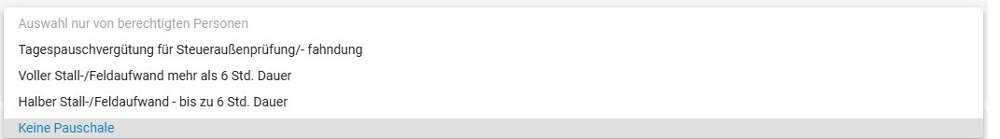 Auswahl nur von berechtigten Personen
Tagespauschvergütung für Steueraußenprüfung/- fahndung
Voller Stall-/Feldaufwand mehr als 6 Std. Dauer
Halber Stall-/Feldaufwand - bis zu 6 Std. Dauer
Keine Pauschale